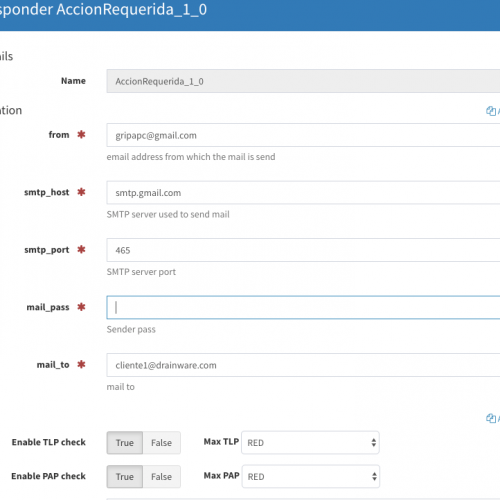 sponder AccionRequerida_1_0
ils
Name AccionRequerida_1_0
ation
from * gripapc@gmail.com
email address from which the mail is send
smtp_host * smtp.gmail.com
SMTP server used to send mail
smtp_port * 465
SMTP server port
mail_pass *
Sender pass
mail_to * cliente1@drainware.com
mail to
Enable TLP check True False Max TLP RED
Enable PAP check True False Max PAP RED